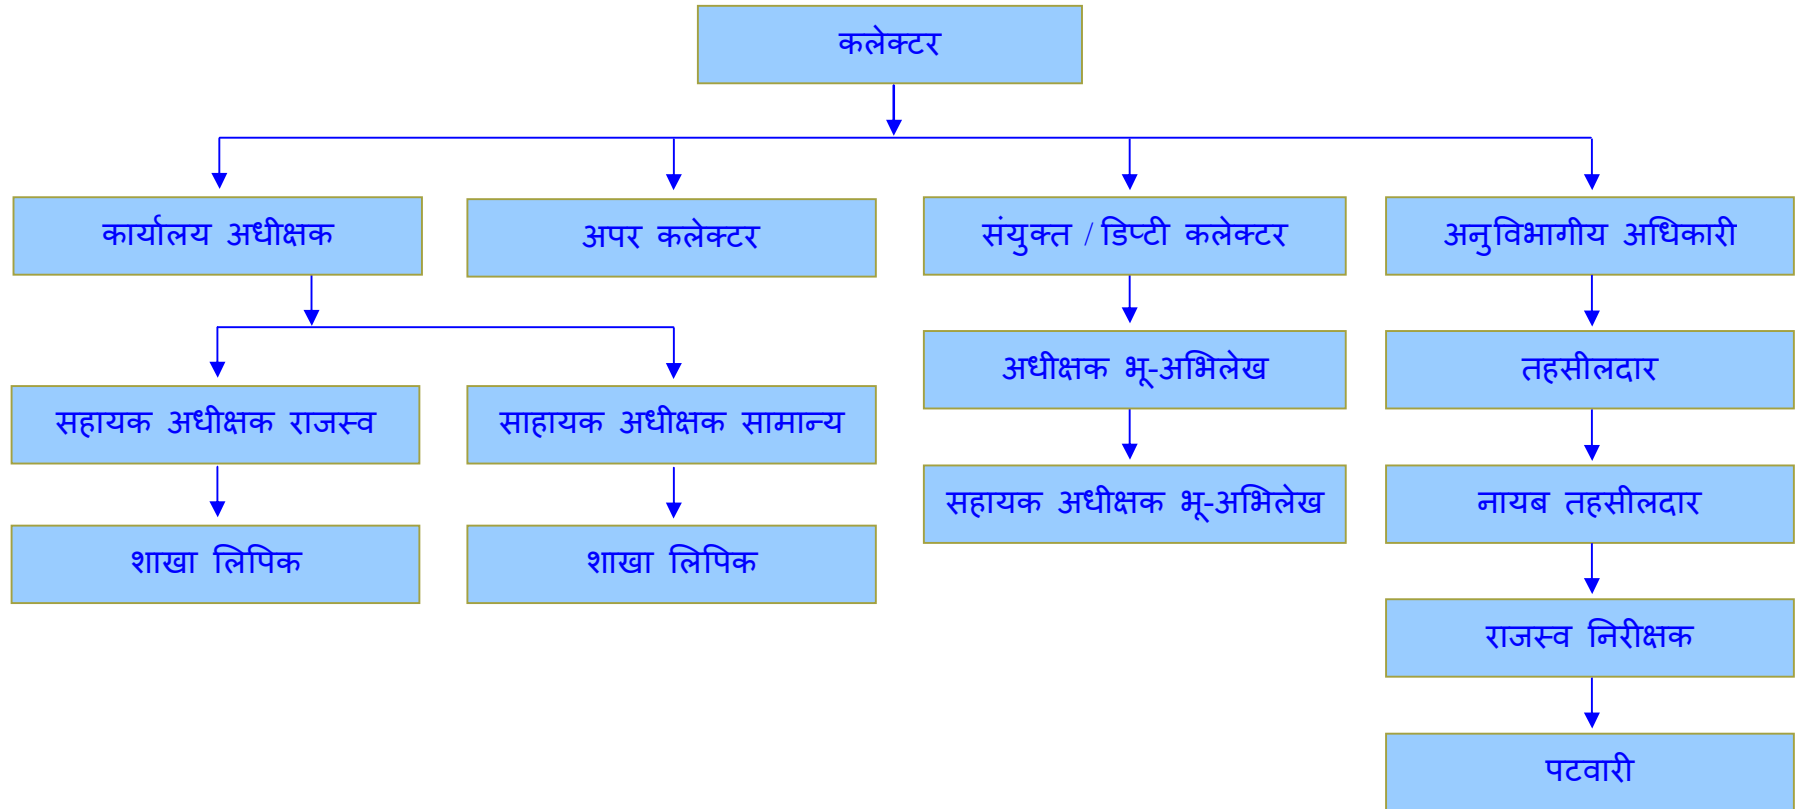 कलेक्टर
कार्यालय अधीक्षक
अपर कलेक्टर
संयुक्त / डिप्टी कलेक्टर
अनुविभागीय अधिकारी
अधीक्षक भू-अभिलेख
तहसीलदार
सहायक अधीक्षक राजस्व
साहायक अधीक्षक सामान्य
सहायक अधीक्षक भू-अभिलेख
नायब तहसीलदार
शाखा लिपिक
शाखा लिपिक
राजस्व निरीक्षक
पटवारी